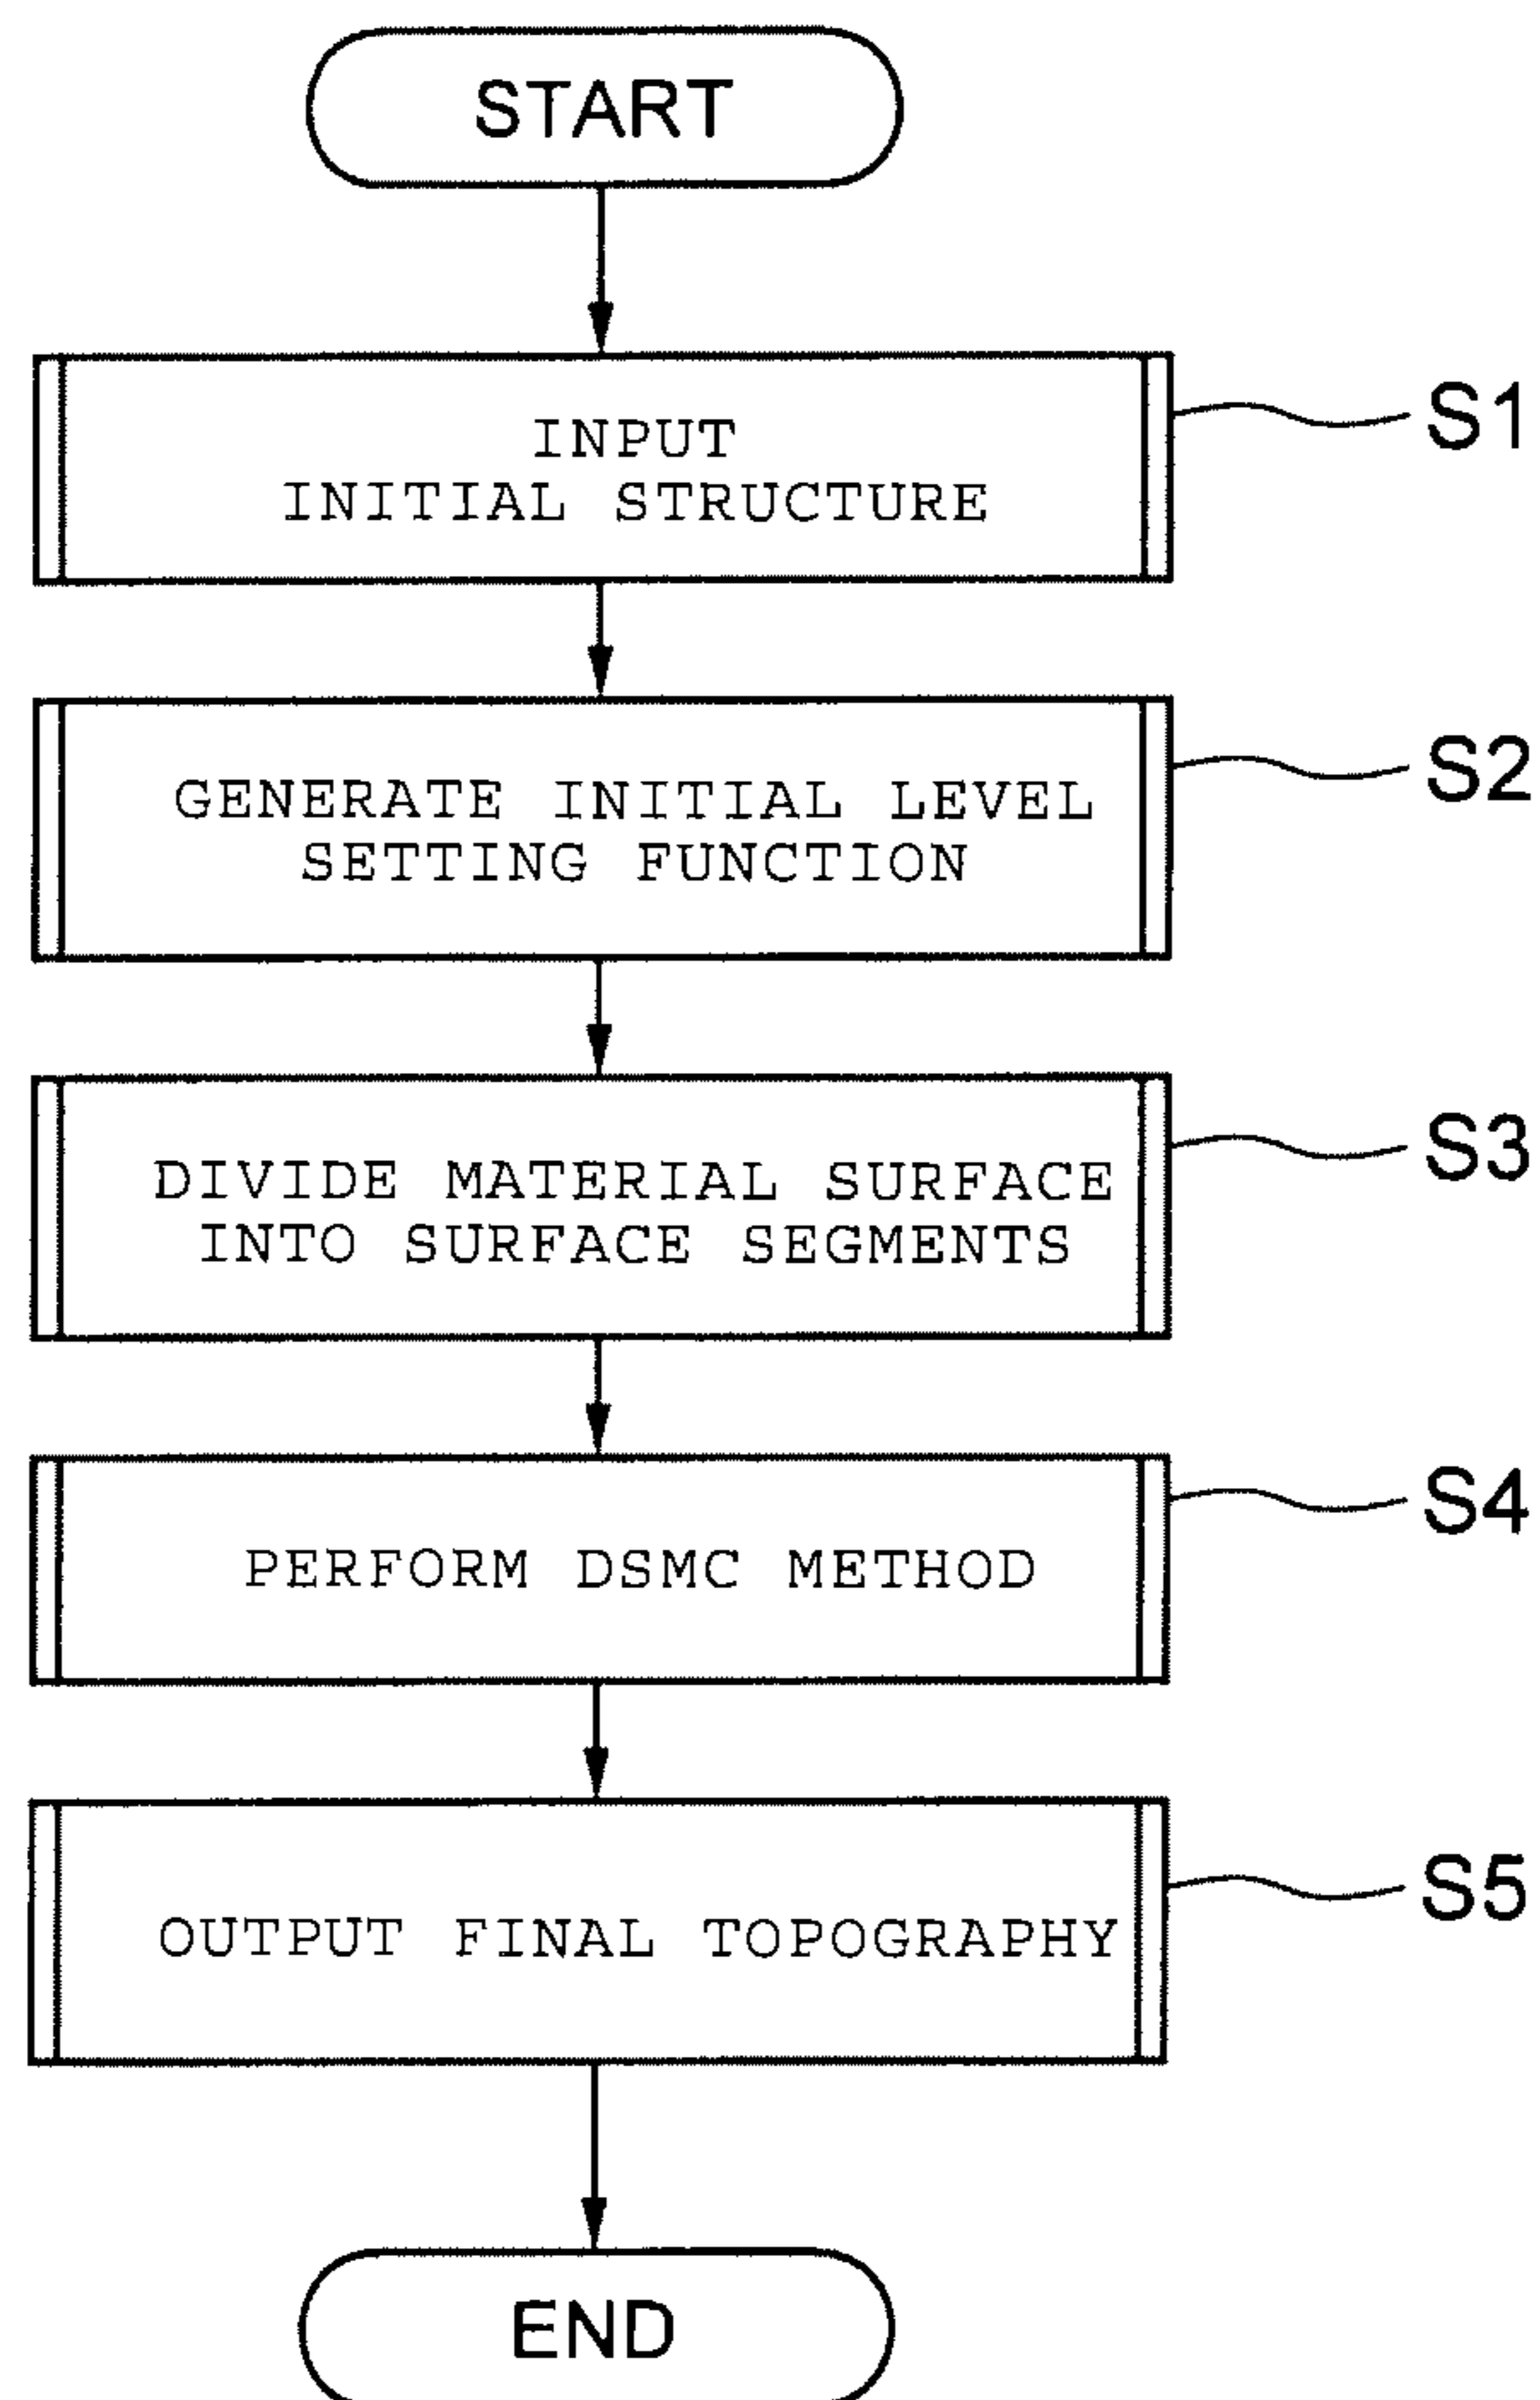 START
INPUT
INITIAL STRUCTURE
S1
GENERATE INITIAL LEVEL
SETTING FUNCTION
S2
DIVIDE MATERIAL SURFACE
INTO SURFACE SEGMENTS
S3
PERFORM DSMC METHOD
S4
OUTPUT FINAL TOPOGRAPHY
S5
END